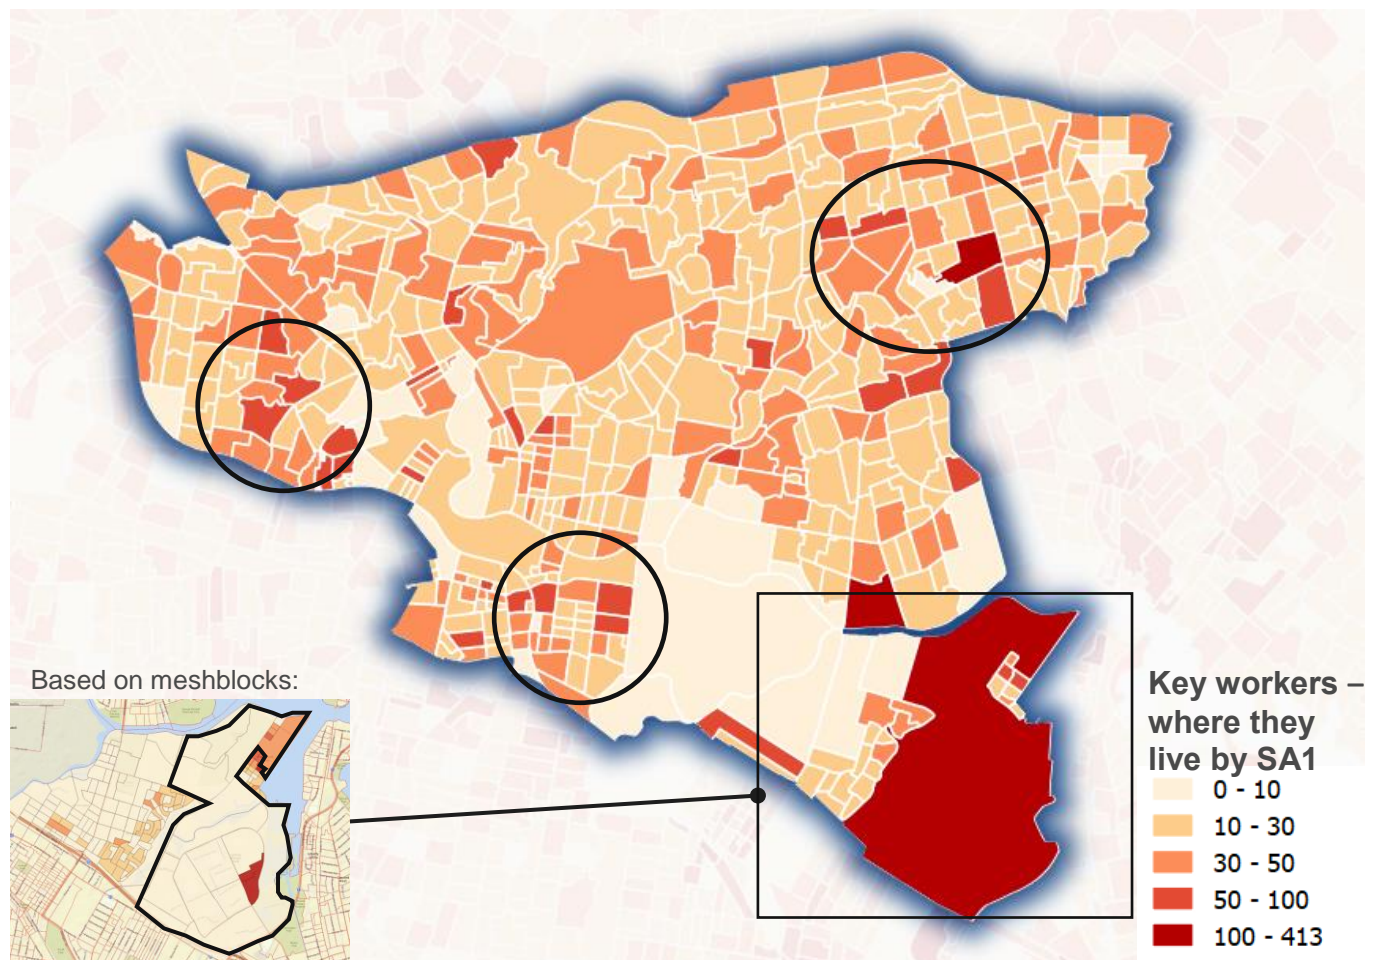 Based on meshblocks:
Key workers –
where they
live by SA1
0 - 10
10 - 30
30 - 50
50 - 100
100 - 413